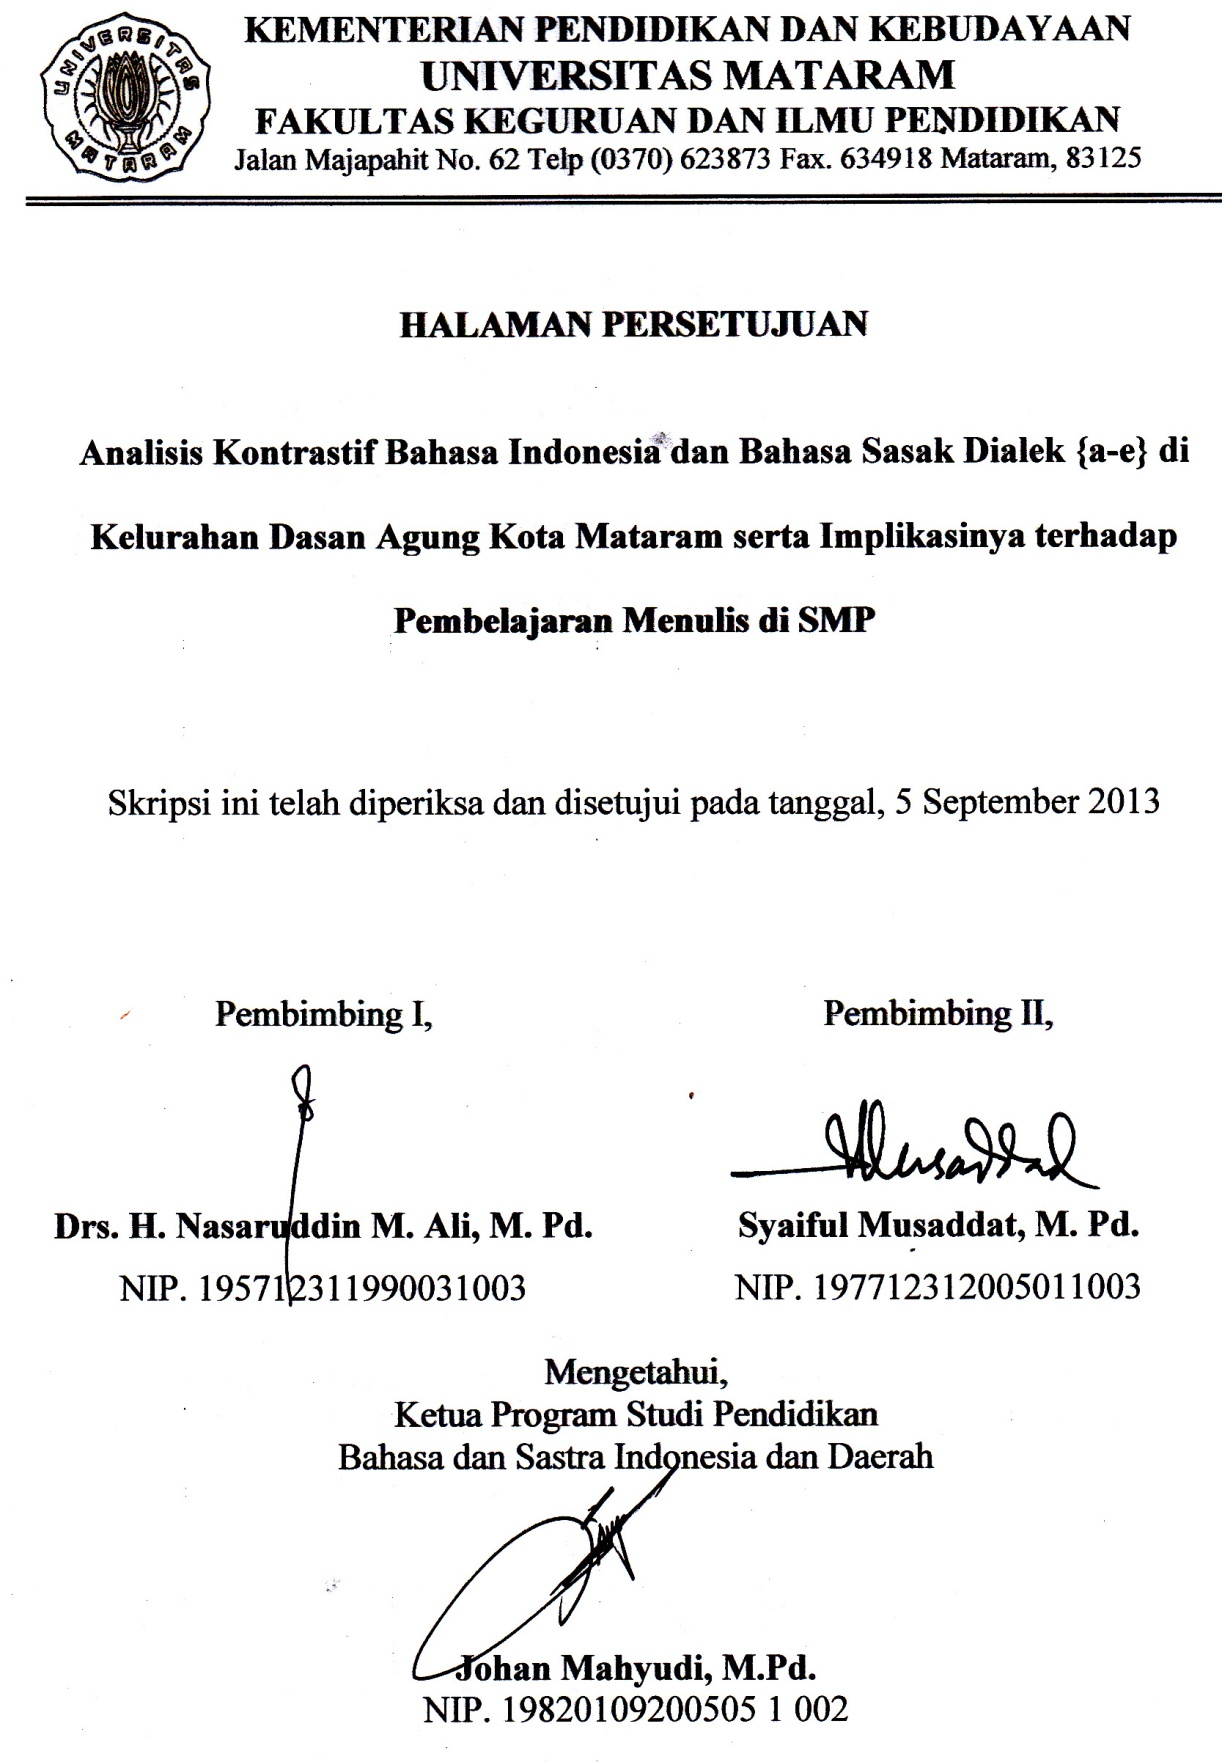 UNIVERSITAS
MATARAM
KEMENTERIAN PENDIDIKAN DAN KEBUDAYAAN
UNIVERSITAS MATARAM
FAKULTAS KEGURUAN DAN ILMU PENDIDIKAN
Jalan Majapahit No. 62 Telp (0370) 623873 Fax. 634918 Mataram, 83125
HALAMAN PERSETUJUAN
Analisis Kontrastif Bahasa Indonesia dan Bahasa Sasak Dialek {a-e} di
Kelurahan Dasan Agung Kota Mataram serta Implikasinya terhadap
Pembelajaran Menulis di SMP
Skripsi ini telah diperiksa dan disetujui pada tanggal, 5 September 2013
Pembimbing I,
Drs. H. Nasaruddin M. Ali, M. Pd.
NIP. 195712311990031003
Pembimbing II,
Syaiful Musaddat, M. Pd.
NIP. 197712312005011003
Mengetahui,
Ketua Program Studi Pendidikan
Bahasa dan Sastra Indonesia dan Daerah
Johan Mahyudi, M.Pd.
NIP. 19820109200505 1 002